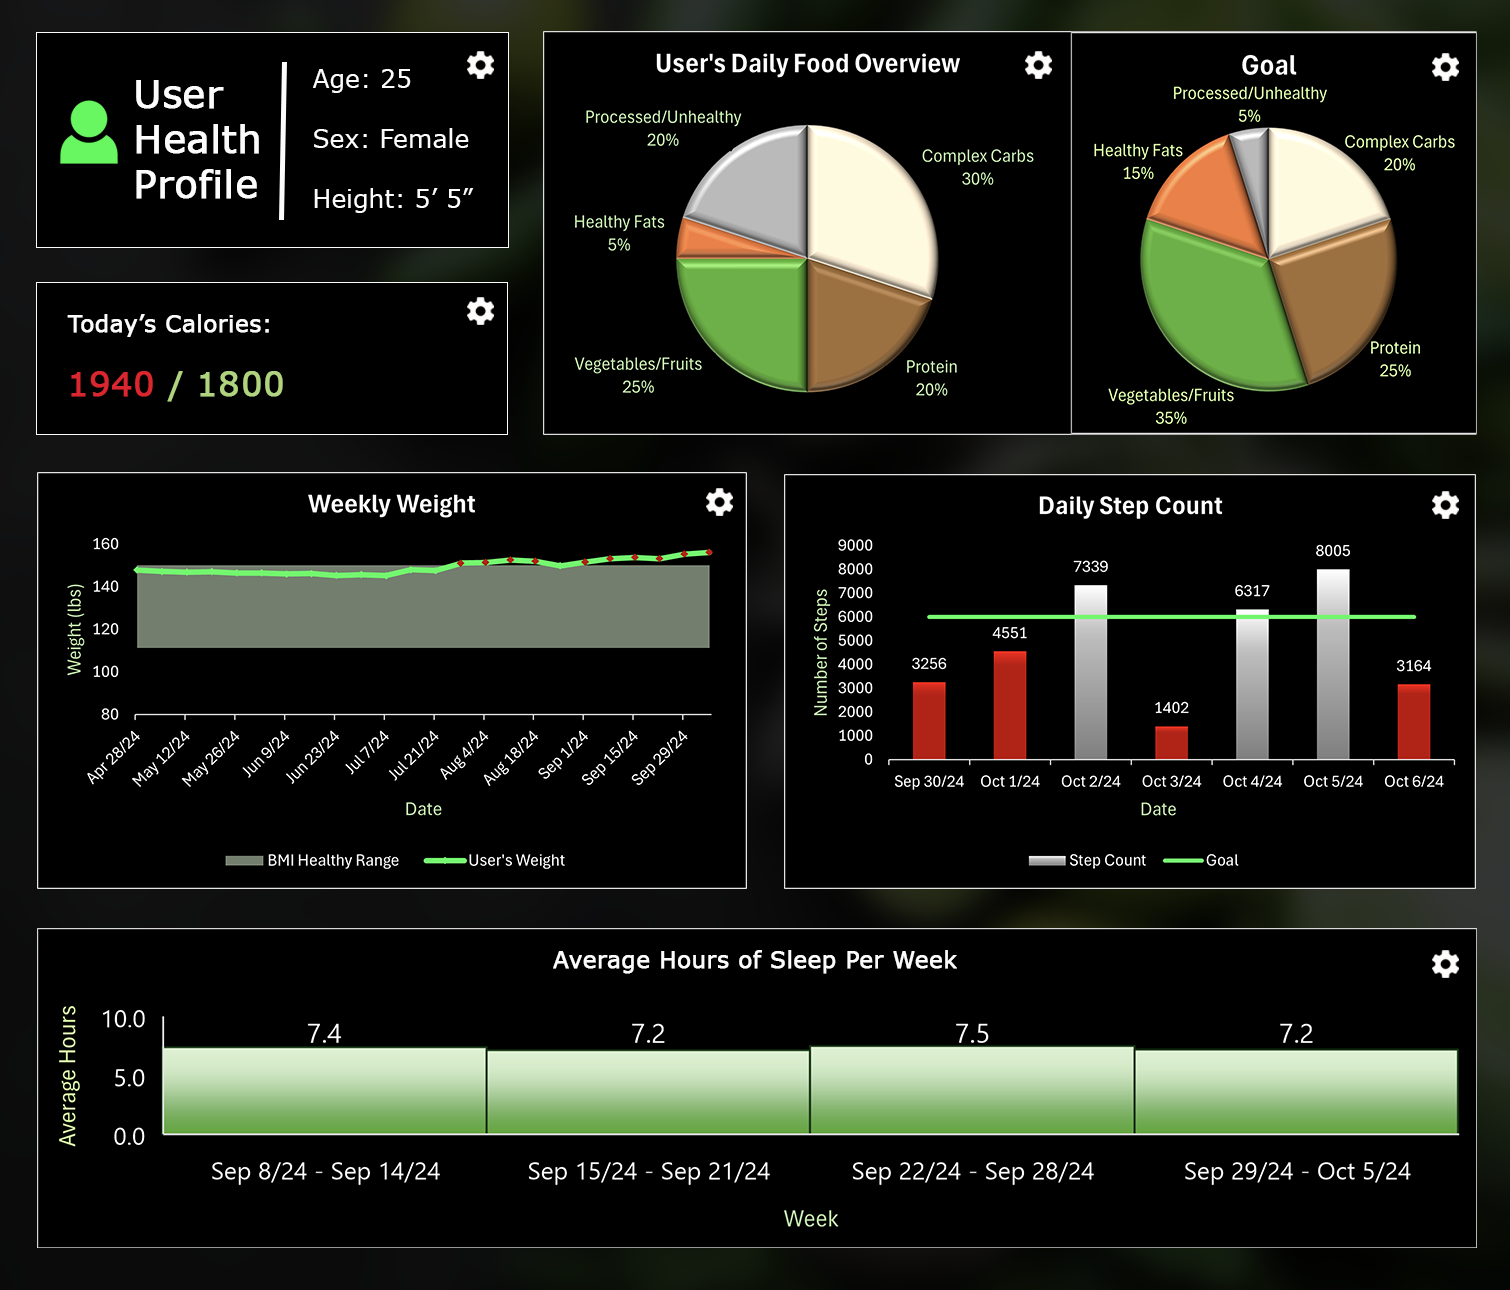 User
Health
Profile
Age: 25
Sex: Female
Height: 5’ 5”
Today’s Calories:
1940 / 1800
User's Daily Food Overview
Processed/Unhealthy
20%
Complex Carbs
30%
Healthy Fats
5%
Vegetables/Fruits
25%
Protein
20%
Goal
Processed/Unhealthy
5%
Complex Carbs
20%
Healthy Fats
15%
Protein
25%
Vegetables/Fruits
35%
Weekly Weight
Weight (lbs)
160
140
120
100
80
Apr 28/24
May 12/24
May 26/24
Jun 9/24
Jun 23/24
Jul 7/24
Jul 21/24
Aug 4/24
Aug 18/24
Sep 1/24
Sep 15/24
Sep 29/24
Date
BMI Healthy Range
User's Weight
Daily Step Count
Number of Steps
9000
8000
7000
6000
5000
4000
3000
2000
1000
0
3256
4551
7339
1402
6317
8005
3164
Sep 30/24
Oct 1/24
Oct 2/24
Oct 3/24
Oct 4/24
Oct 5/24
Oct 6/24
Date
Step Count
Goal
Average Hours of Sleep Per Week
Average Hours
10.0
5.0
0.0
7.4
7.2
7.5
7.2
Sep 8/24 - Sep 14/24
Sep 15/24 - Sep 21/24
Sep 22/24 - Sep 28/24
Sep 29/24 - Oct 5/24
Week